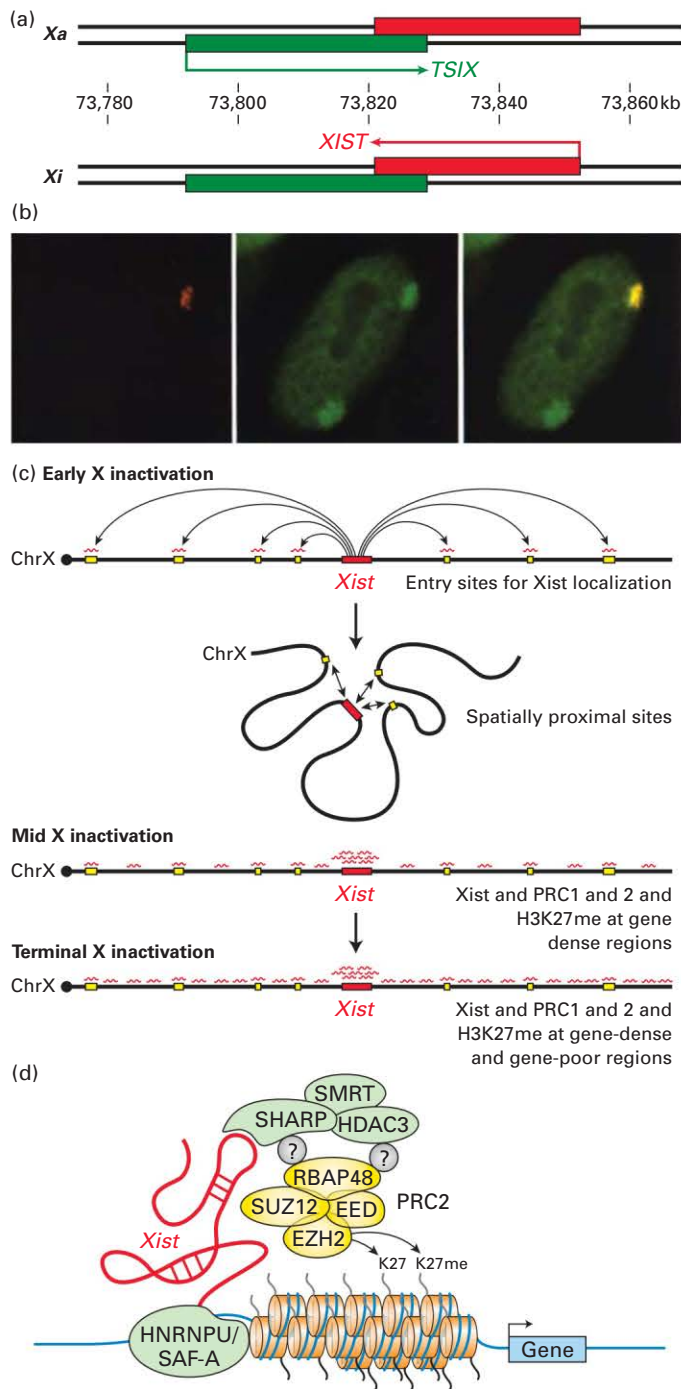 (a)
Xa
TSIX
73,780 73,800 73,820 73,840 73,860 kb
XIST
Xi
(b)
(c) Early X inactivation
ChrX
Xist
Entry sites for Xist localization
ChrX
Spatially proximal sites
Mid X inactivation
ChrX
Xist
Xist and PRC1 and 2 and
H3K27me at gene
dense regions
Terminal X inactivation
ChrX
Xist
Xist and PRC1 and 2 and
H3K27me at gene-dense
and gene-poor regions
(d)
SMRT
SHARP HDAC3
? ?
RBAP48
SUZ12 EED PRC2
EZH2
Xist
K27 K27me
HNRNPU/
SAF-A
Gene